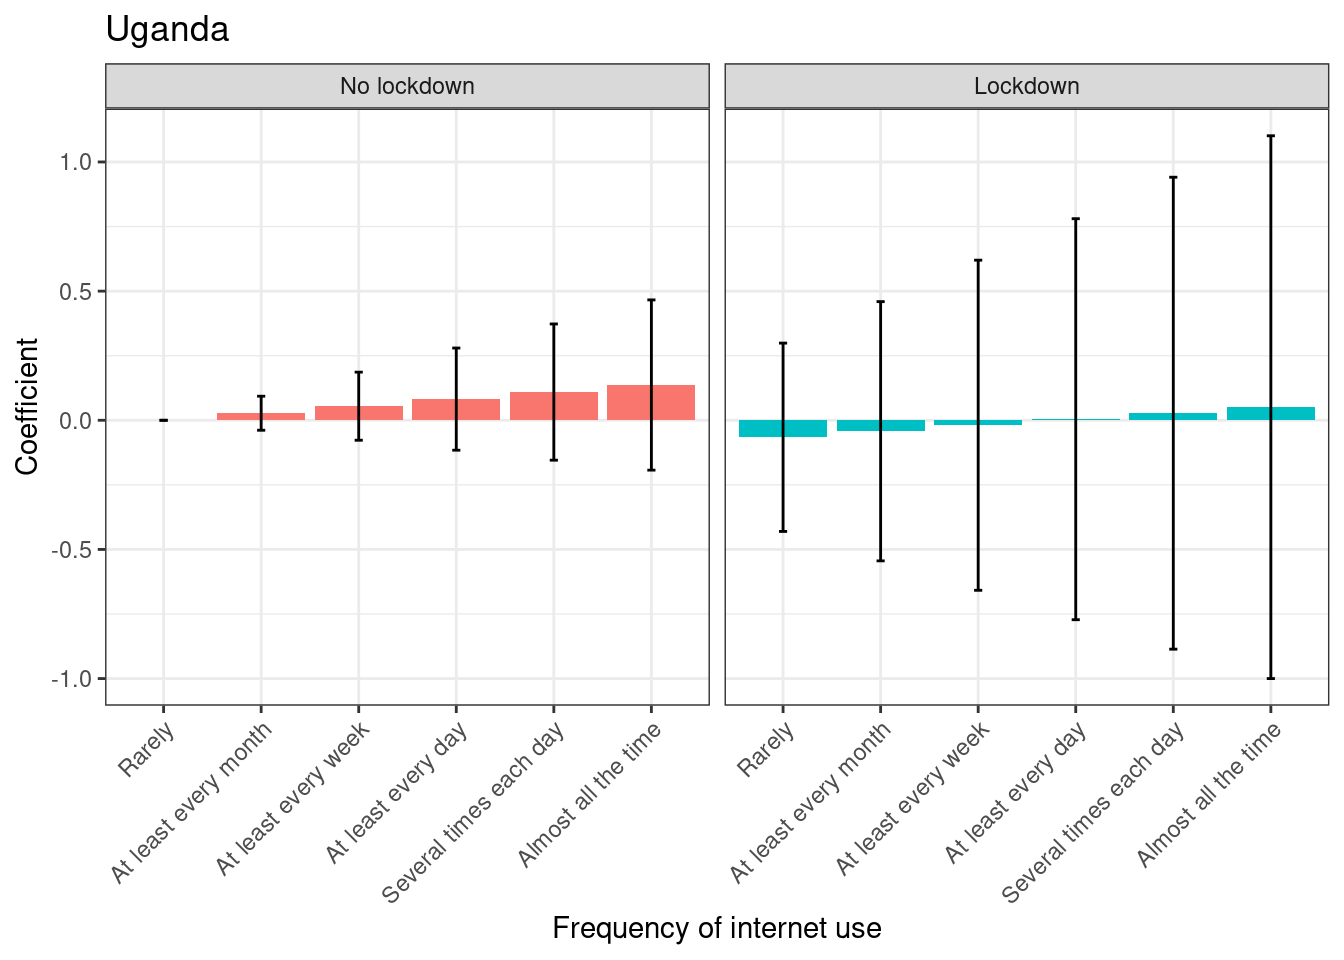 Uganda
No lockdown
Lockdown
Coefficient
1.0
0.5
0.0
-0.5
-1.0
Rarely
At least every month
At least every week
At least every day
Several times each day
Almost all the time
Rarely
At least every month
At least every week
At least every day
Several times each day
Almost all the time
Frequency of internet use